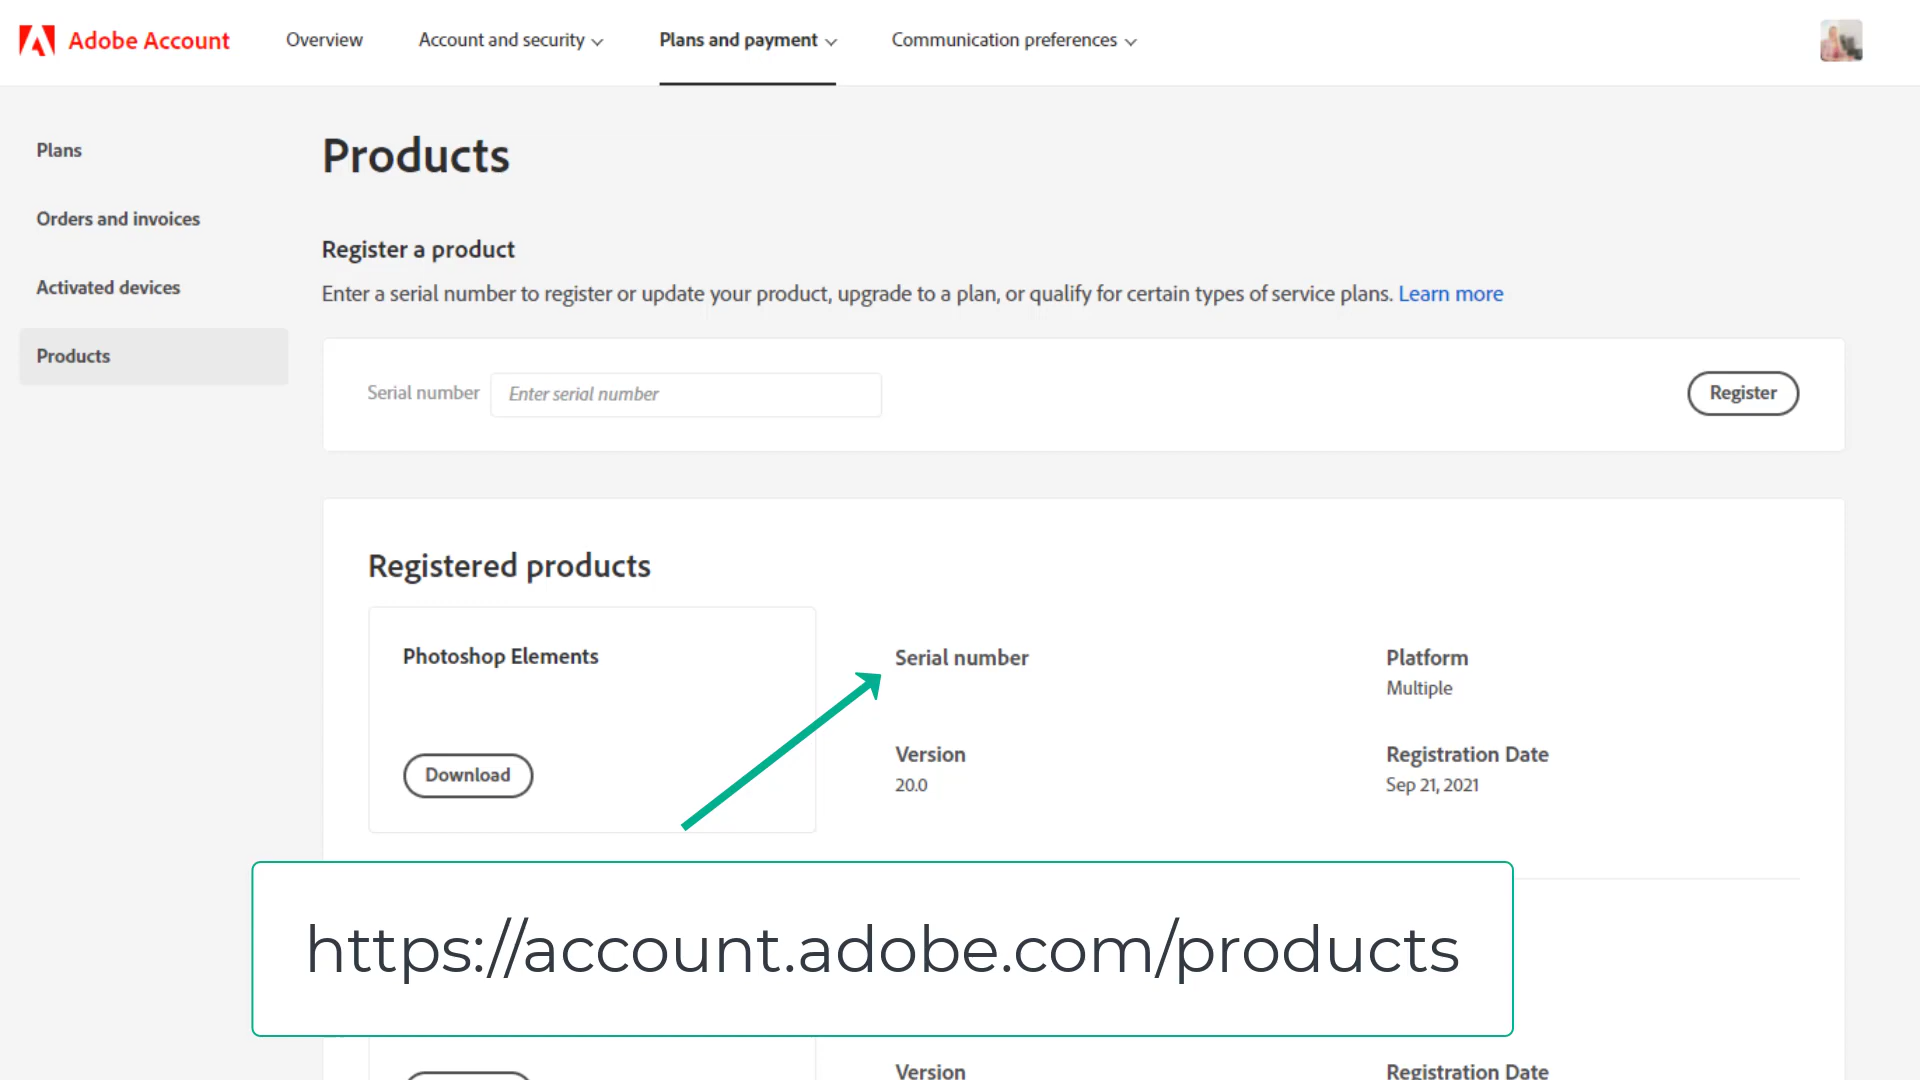 Adobe Account
Overview
Account and security
Plans and payment
Communication preferences
Plans
Orders and invoices
Activated devices
Products
Products
Register a product
Enter a serial number to register or update your product, upgrade to a plan, or qualify for certain types of service plans. Learn more
Serial number
Enter serial number
Register
Registered products
Photoshop Elements
Serial number
Platform
Multiple
Download
Version
20.0
Registration Date
Sep 21, 2021
https://account.adobe.com/products
Version
Registration Date